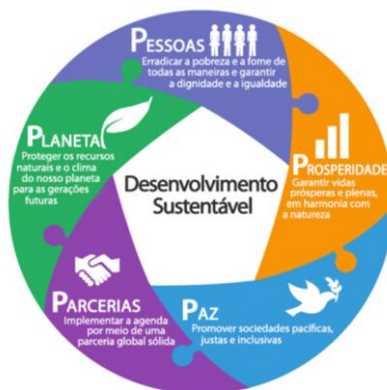 PESSOAS
Erradicar a pobreza e a fome de
todas as maneiras e garantir
a dignidade e a igualdade
PROSPERIDADE
Garantir vidas
prósperas e plenas,
em harmonia com
a natureza
PAZ
Promover sociedades pacíficas,
justas e inclusivas
PARCERIAS
Implementar a agenda
por meio de uma
parceria global sólida
PLANETA
Proteger os recursos
naturais e o clima
do nosso planeta
para as gerações
futuras
Desenvolvimento
Sustentável